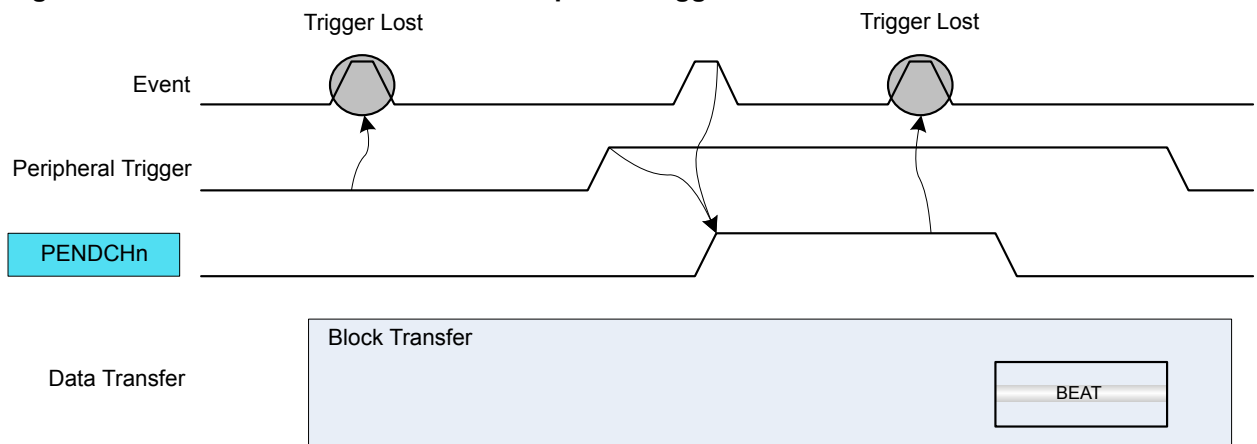 Trigger Lost
Trigger Lost
Event
Peripheral Trigger
PENDCHn
Block Transfer
Data Transfer
BEAT